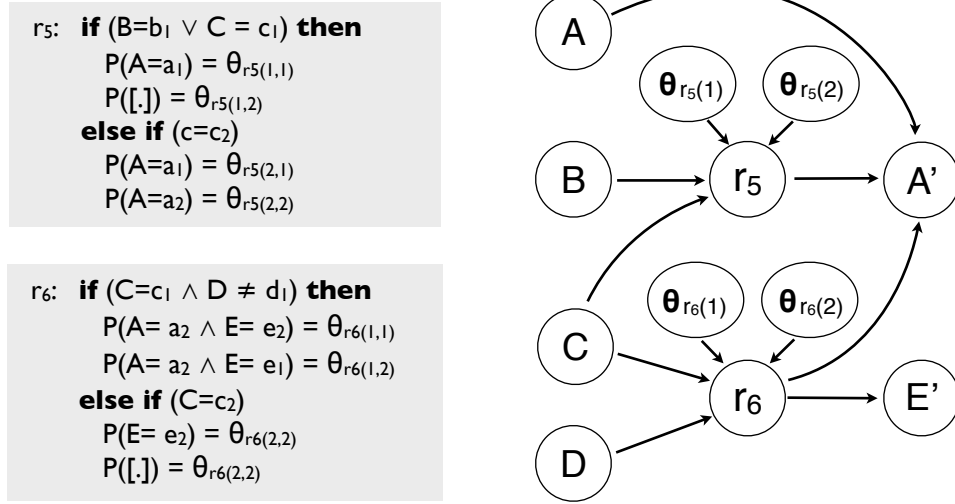 r₅: if (B=b₁ ∨ C = c₁) then
P(A=a₁) = θr5(1,1)
P([.]) = θr5(1,2)
else if (c=c₂)
P(A=a₁) = θr5(2,1)
P(A=a₂) = θr5(2,2)
r₆: if (C=c₁ ∧ D ≠ d₁) then
P(A= a₂ ∧ E= e₂) = θr6(1,1)
P(A= a₂ ∧ E= e₁) = θr6(1,2)
else if (C=c₂)
P(E= e₂) = θr6(2,2)
P([.]) = θr6(2,2)
A
θr₅(1) θr₅(2)
B r₅ A'
θr₆(1) θr₆(2)
C
r₆ E'
D